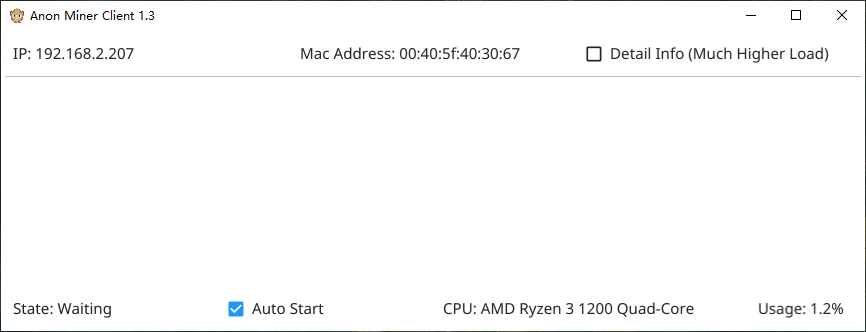 Anon Miner Client 1.3
IP: 192.168.2.207 Mac Address: 00:40:5f:40:30:67 Detail Info (Much Higher Load)
State: Waiting Auto Start CPU: AMD Ryzen 3 1200 Quad-Core Usage: 1.2%